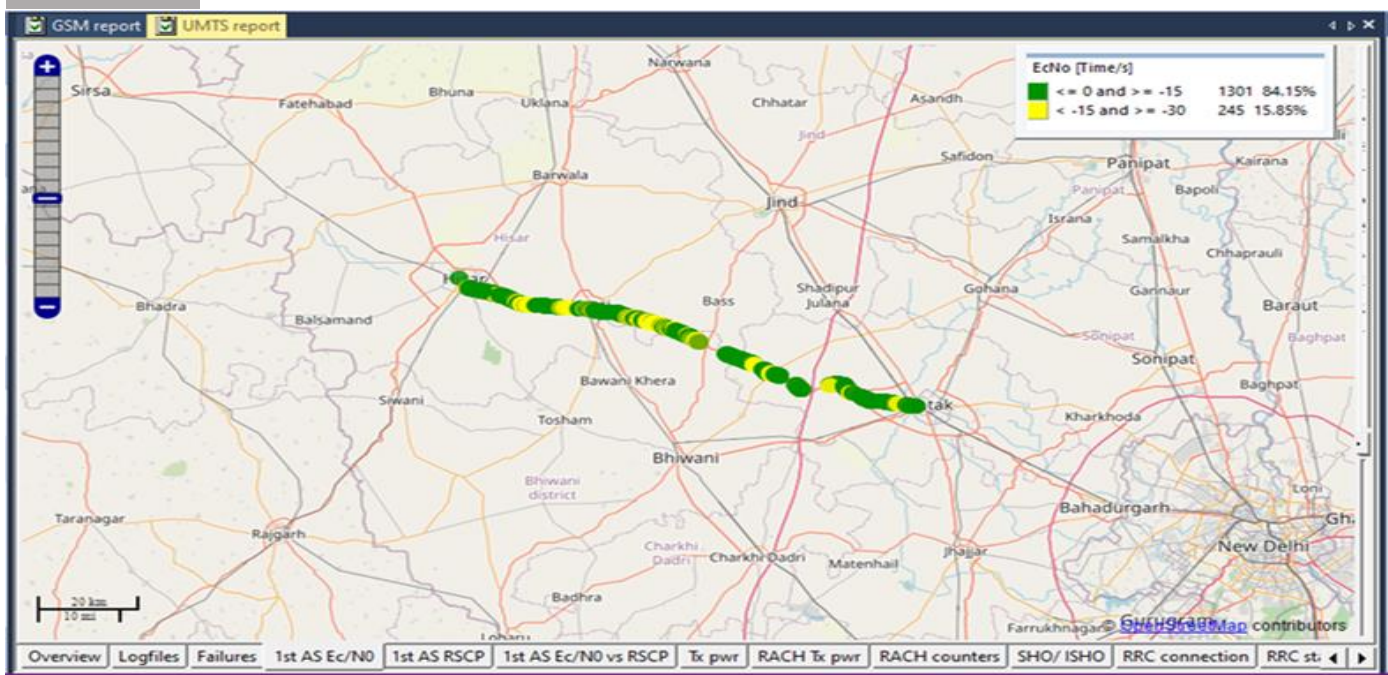 GSM report UMTS report
EcNo [Time/s]
<= 0 and >= -15 1301 84.15%
< -15 and >= -30 245 15.85%
Narwana
Sirsa
Bhuna
Fatehabad
Uklana
Chhatar
Asandh
Jind
Safidon
Panipat
Kairana
Barwala
Panipat
Bapoli
Jind
Israna
Hisar
Samalkha
Chhaprauli
Bhadra
Balsamand
Bass
Shadipur
Julana
Gohana
Gannaur
Baraut
Sonipat
Baghpat
Sonipat
Bawani Khera
Baghpat
Siwani
Tosham
tak
Kharkhoda
Bhiwani
Bhiwani
district
Loni
Taranagar
Rajgarh
Bahadurgarh
New Delhi
Charkhi
Dadri
Charkhi Dadri
Matenhail
Jhajjar
Badhra
20 km
10 mi
Loharu
Farrukhnagar
© OpenStreetMap contributors
Overview Logfiles Failures 1st AS Ec/N0 1st AS RSCP 1st AS Ec/N0 vs RSCP Tx pwr RACH Tx pwr RACH counters SHO/ ISHO RRC connection RRC st